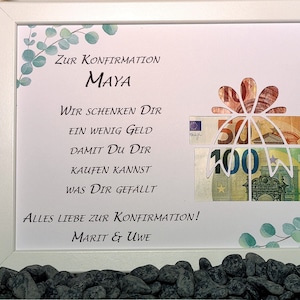 Zur Konfirmation
Maya
Wir schenken Dir
ein wenig Geld
damit Du Dir
kaufen kannst
was Dir gefällt
Alles liebe zur Konfirmation!
Marit & Uwe
50
100